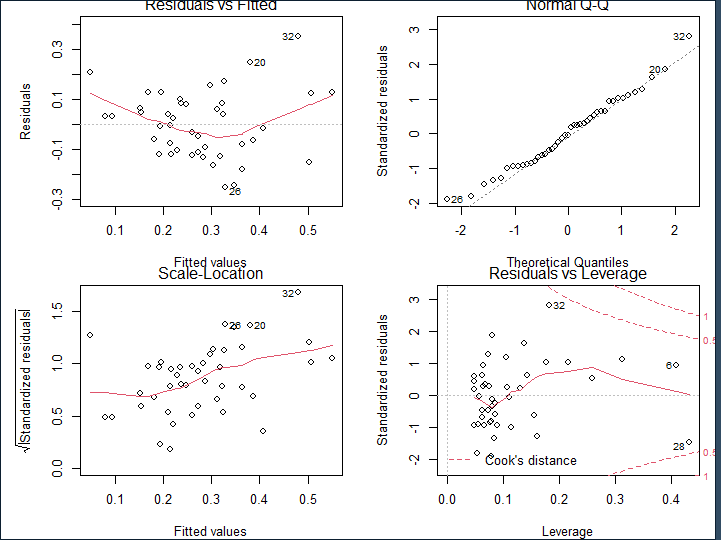 Residuals vs Fitted
Residuals
0.3
0.1
-0.1
-0.3
32
20
26
0.1 0.2 0.3 0.4 0.5
Fitted values
Normal Q-Q
Standardized residuals
3
2
1
0
-1
-2
32
20
26
-2 -1 0 1 2
Theoretical Quantiles
Scale-Location
√|Standardized residuals|
1.5
1.0
0.5
0.0
32
26
20
0.1 0.2 0.3 0.4 0.5
Fitted values
Residuals vs Leverage
Standardized residuals
3
2
1
0
-1
-2
32
6
28
1
0.5
0.5
1
Cook's distance
0.0 0.1 0.2 0.3 0.4
Leverage